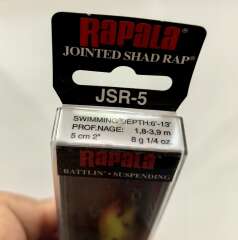 Rapala
JOINTED SHAD RAP®
JSR-5
SWIMMING DEPTH:6'-13'
PROF.NAGE: 1,8-3,9 m
5 cm 2" 8 g 1/4 oz.
Rapala
RATTLIN' • SUSPENDING